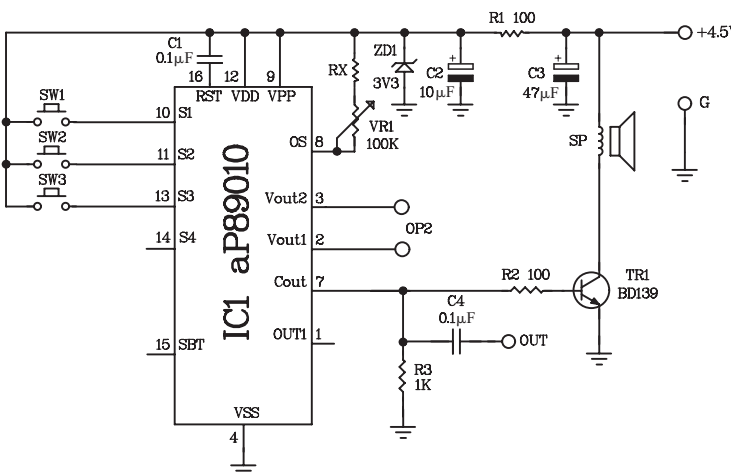 R1 100
+4.5V
C1
0.1µF
ZD1
3V3
RX
C2
10µF
C3
47µF
16 12 9
RST VDD VPP
SW1
10 S1
G
VR1
100K
OS 8
SP
SW2
11 S2
SW3
13 S3
Vout2 3
OP2
14 S4
Vout1 2
IC1 aP89010
Cout 7
R2 100
TR1
BD139
C4
0.1µF
OUT1 1
OUT
15 SBT
R3
1K
VSS
4